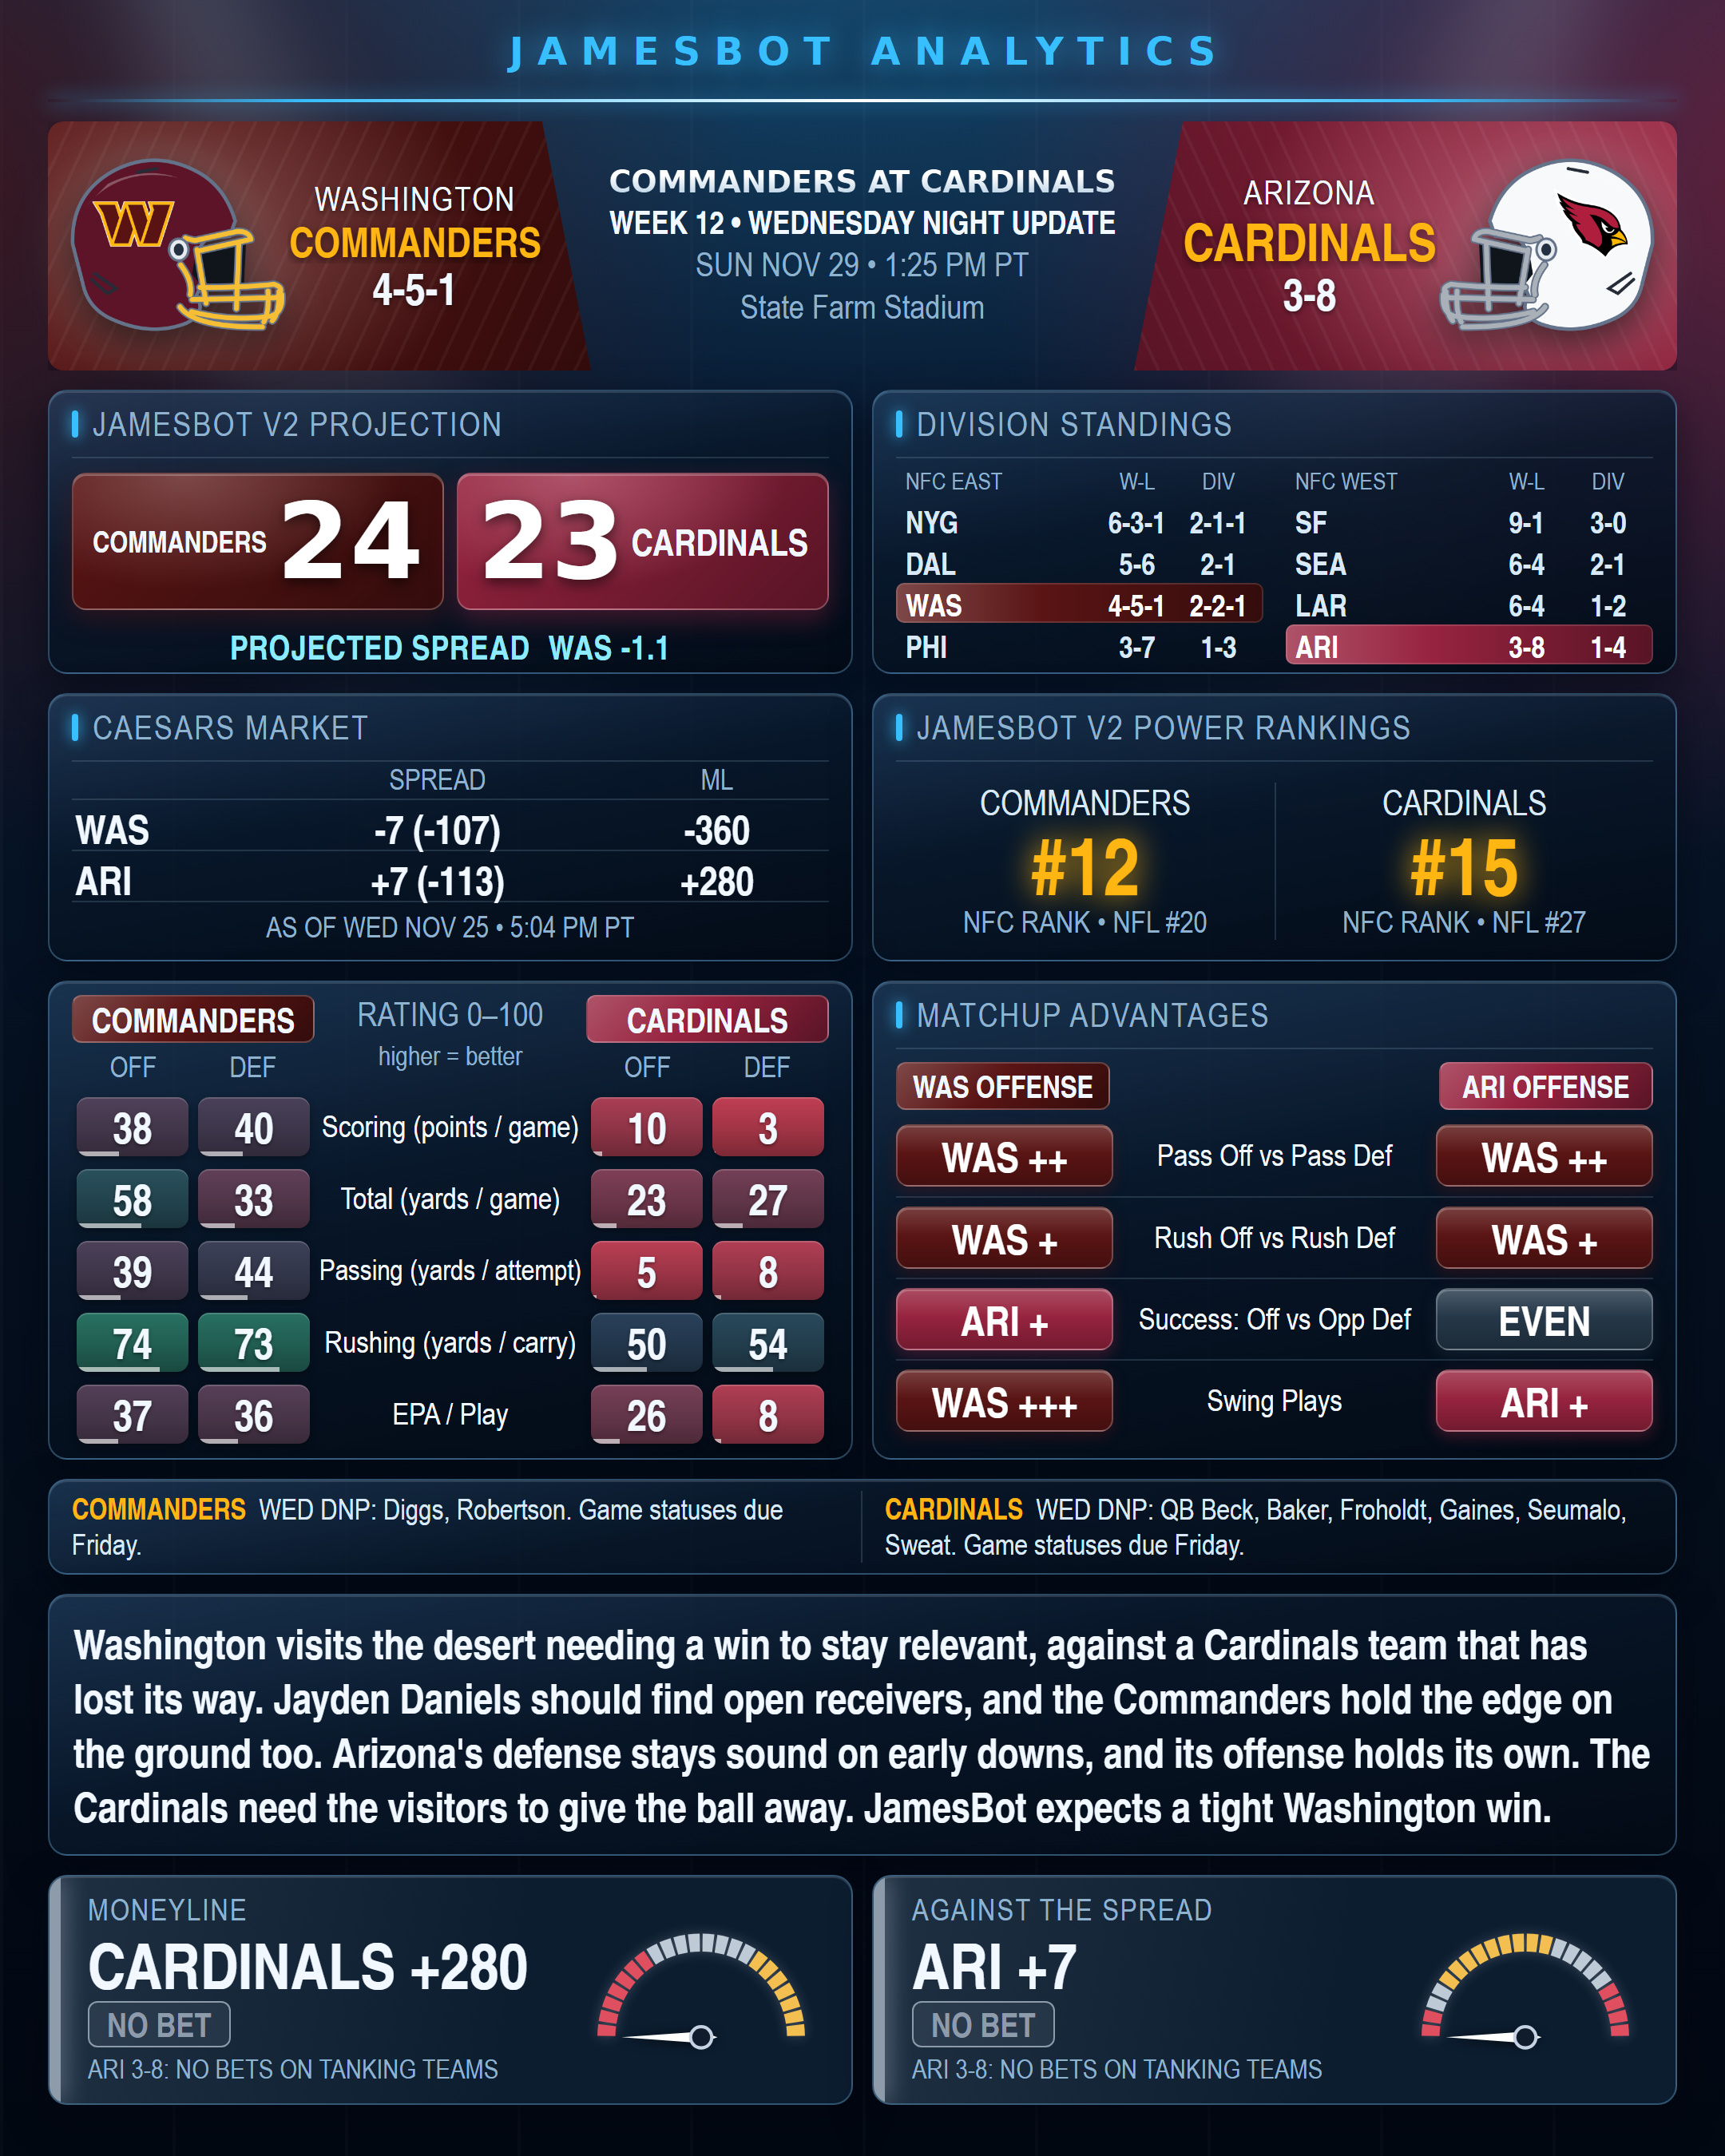 JAMESBOT ANALYTICS
WASHINGTON
COMMANDERS
4-5-1
COMMANDERS AT CARDINALS
WEEK 12 • WEDNESDAY NIGHT UPDATE
SUN NOV 29 • 1:25 PM PT
State Farm Stadium
ARIZONA
CARDINALS
3-8
JAMESBOT V2 PROJECTION
COMMANDERS 24
23 CARDINALS
PROJECTED SPREAD WAS -1.1
DIVISION STANDINGS
NFC EAST W-L DIV
NYG 6-3-1 2-1-1
DAL 5-6 2-1
WAS 4-5-1 2-2-1
PHI 3-7 1-3
NFC WEST W-L DIV
SF 9-1 3-0
SEA 6-4 2-1
LAR 6-4 1-2
ARI 3-8 1-4
CAESARS MARKET
SPREAD ML
WAS -7 (-107) -360
ARI +7 (-113) +280
AS OF WED NOV 25 • 5:04 PM PT
JAMESBOT V2 POWER RANKINGS
COMMANDERS
#12
NFC RANK • NFL #20
CARDINALS
#15
NFC RANK • NFL #27
COMMANDERS RATING 0–100 CARDINALS
OFF DEF higher = better OFF DEF
38 40 Scoring (points / game) 10 3
58 33 Total (yards / game) 23 27
39 44 Passing (yards / attempt) 5 8
74 73 Rushing (yards / carry) 50 54
37 36 EPA / Play 26 8
MATCHUP ADVANTAGES
WAS OFFENSE ARI OFFENSE
WAS ++ Pass Off vs Pass Def WAS ++
WAS + Rush Off vs Rush Def WAS +
ARI + Success: Off vs Opp Def EVEN
WAS +++ Swing Plays ARI +
COMMANDERS WED DNP: Diggs, Robertson. Game statuses due
Friday.
CARDINALS WED DNP: QB Beck, Baker, Froholdt, Gaines, Seumalo,
Sweat. Game statuses due Friday.
Washington visits the desert needing a win to stay relevant, against a Cardinals team that has
lost its way. Jayden Daniels should find open receivers, and the Commanders hold the edge on
the ground too. Arizona's defense stays sound on early downs, and its offense holds its own. The
Cardinals need the visitors to give the ball away. JamesBot expects a tight Washington win.
MONEYLINE
CARDINALS +280
NO BET
ARI 3-8: NO BETS ON TANKING TEAMS
AGAINST THE SPREAD
ARI +7
NO BET
ARI 3-8: NO BETS ON TANKING TEAMS